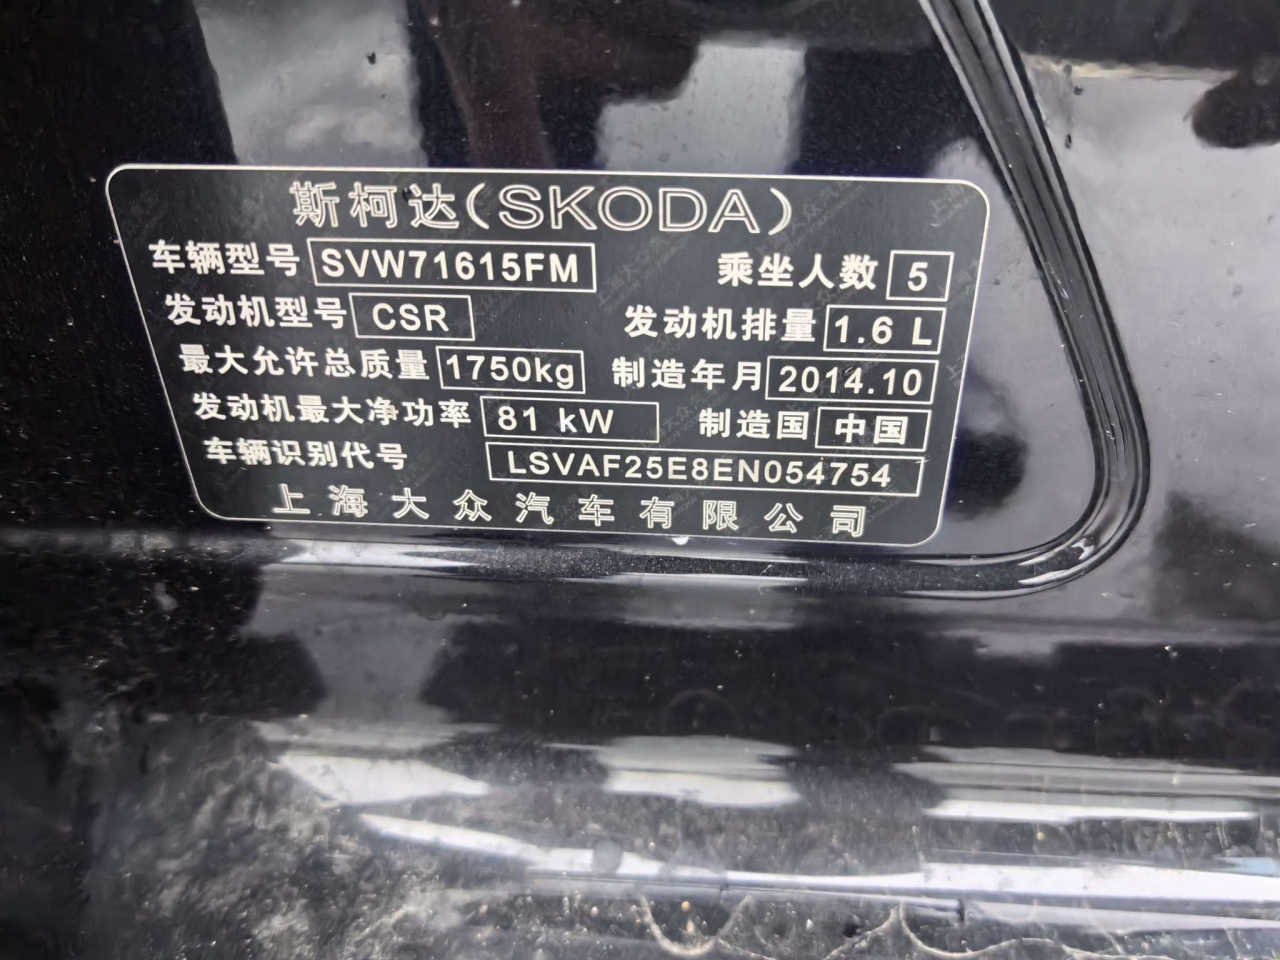 斯柯达(SKODA)
车辆型号 SVW71615FM 乘坐人数 5
发动机型号 CSR 发动机排量 1.6 L
最大允许总质量 1750kg 制造年月 2014.10
发动机最大净功率 81 kW 制造国 中国
车辆识别代号 LSVAF25E8EN054754
上海大众汽车有限公司